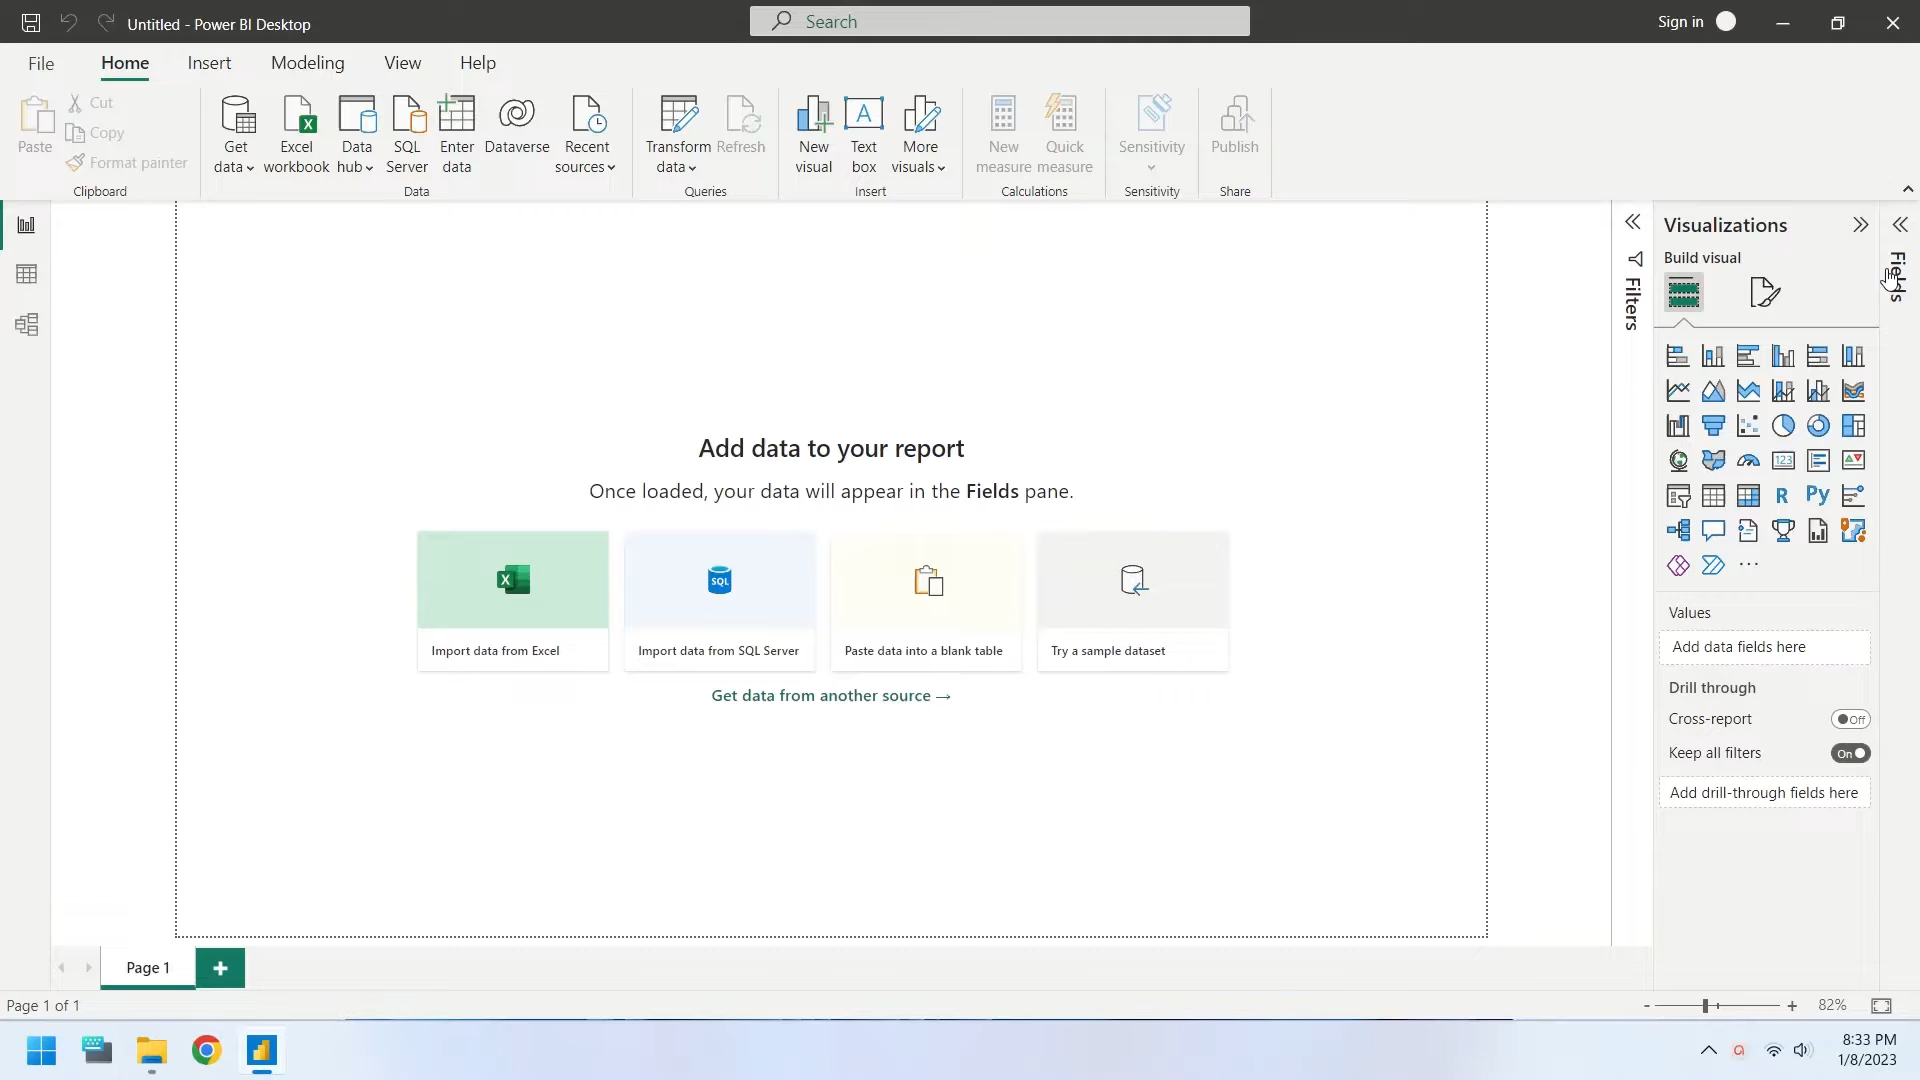 Untitled - Power BI Desktop
Search
Sign in
File Home Insert Modeling View Help
Paste
Cut
Copy
Format painter
Clipboard
Get data
Excel workbook
Data hub
SQL Server
Enter data
Dataverse
Recent sources
Data
Transform data
Refresh
Queries
New visual
Text box
More visuals
Insert
New measure
Quick measure
Calculations
Sensitivity
Sensitivity
Publish
Share
Filters
Visualizations
Build visual
Fields
123
R
Py
Values
Add data fields here
Drill through
Cross-report
Off
Keep all filters
On
Add drill-through fields here
Add data to your report
Once loaded, your data will appear in the Fields pane.
X
SQL
Import data from Excel
Import data from SQL Server
Paste data into a blank table
Try a sample dataset
Get data from another source →
Page 1
Page 1 of 1
- + 82%
8:33 PM
1/8/2023